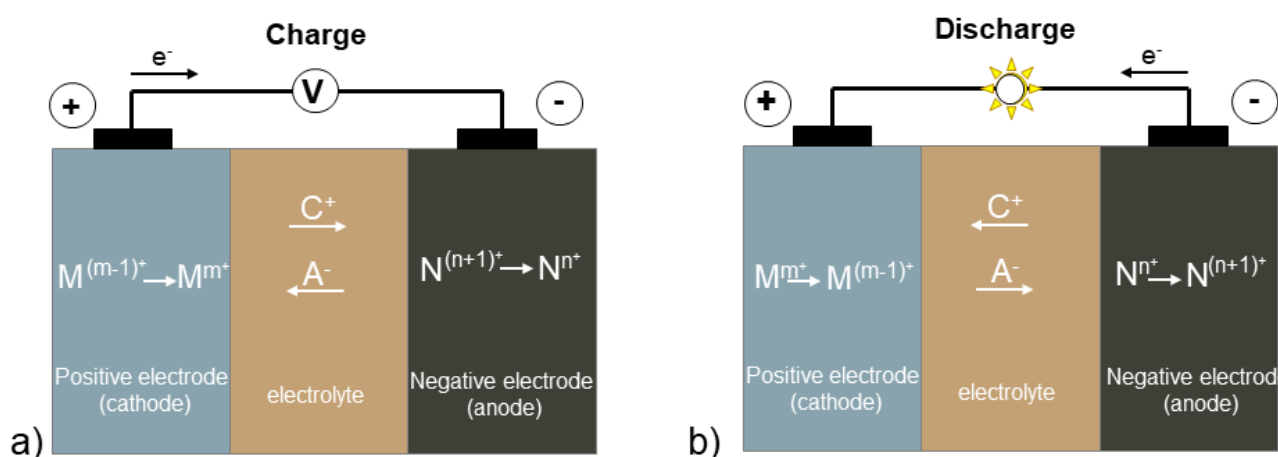 Charge
e⁻
+
V
-
C⁺
M⁽ᵐ⁻¹⁾⁺→Mᵐ⁺
A⁻
N⁽ⁿ⁺¹⁾⁺→Nⁿ⁺
Positive electrode
(cathode)
electrolyte
Negative electrode
(anode)
a)
Discharge
e⁻
+
-
C⁺
Mᵐ⁺→M⁽ᵐ⁻¹⁾⁺
A⁻
Nⁿ⁺→N⁽ⁿ⁺¹⁾⁺
Positive electrode
(cathode)
electrolyte
Negative electrod
(anode)
b)